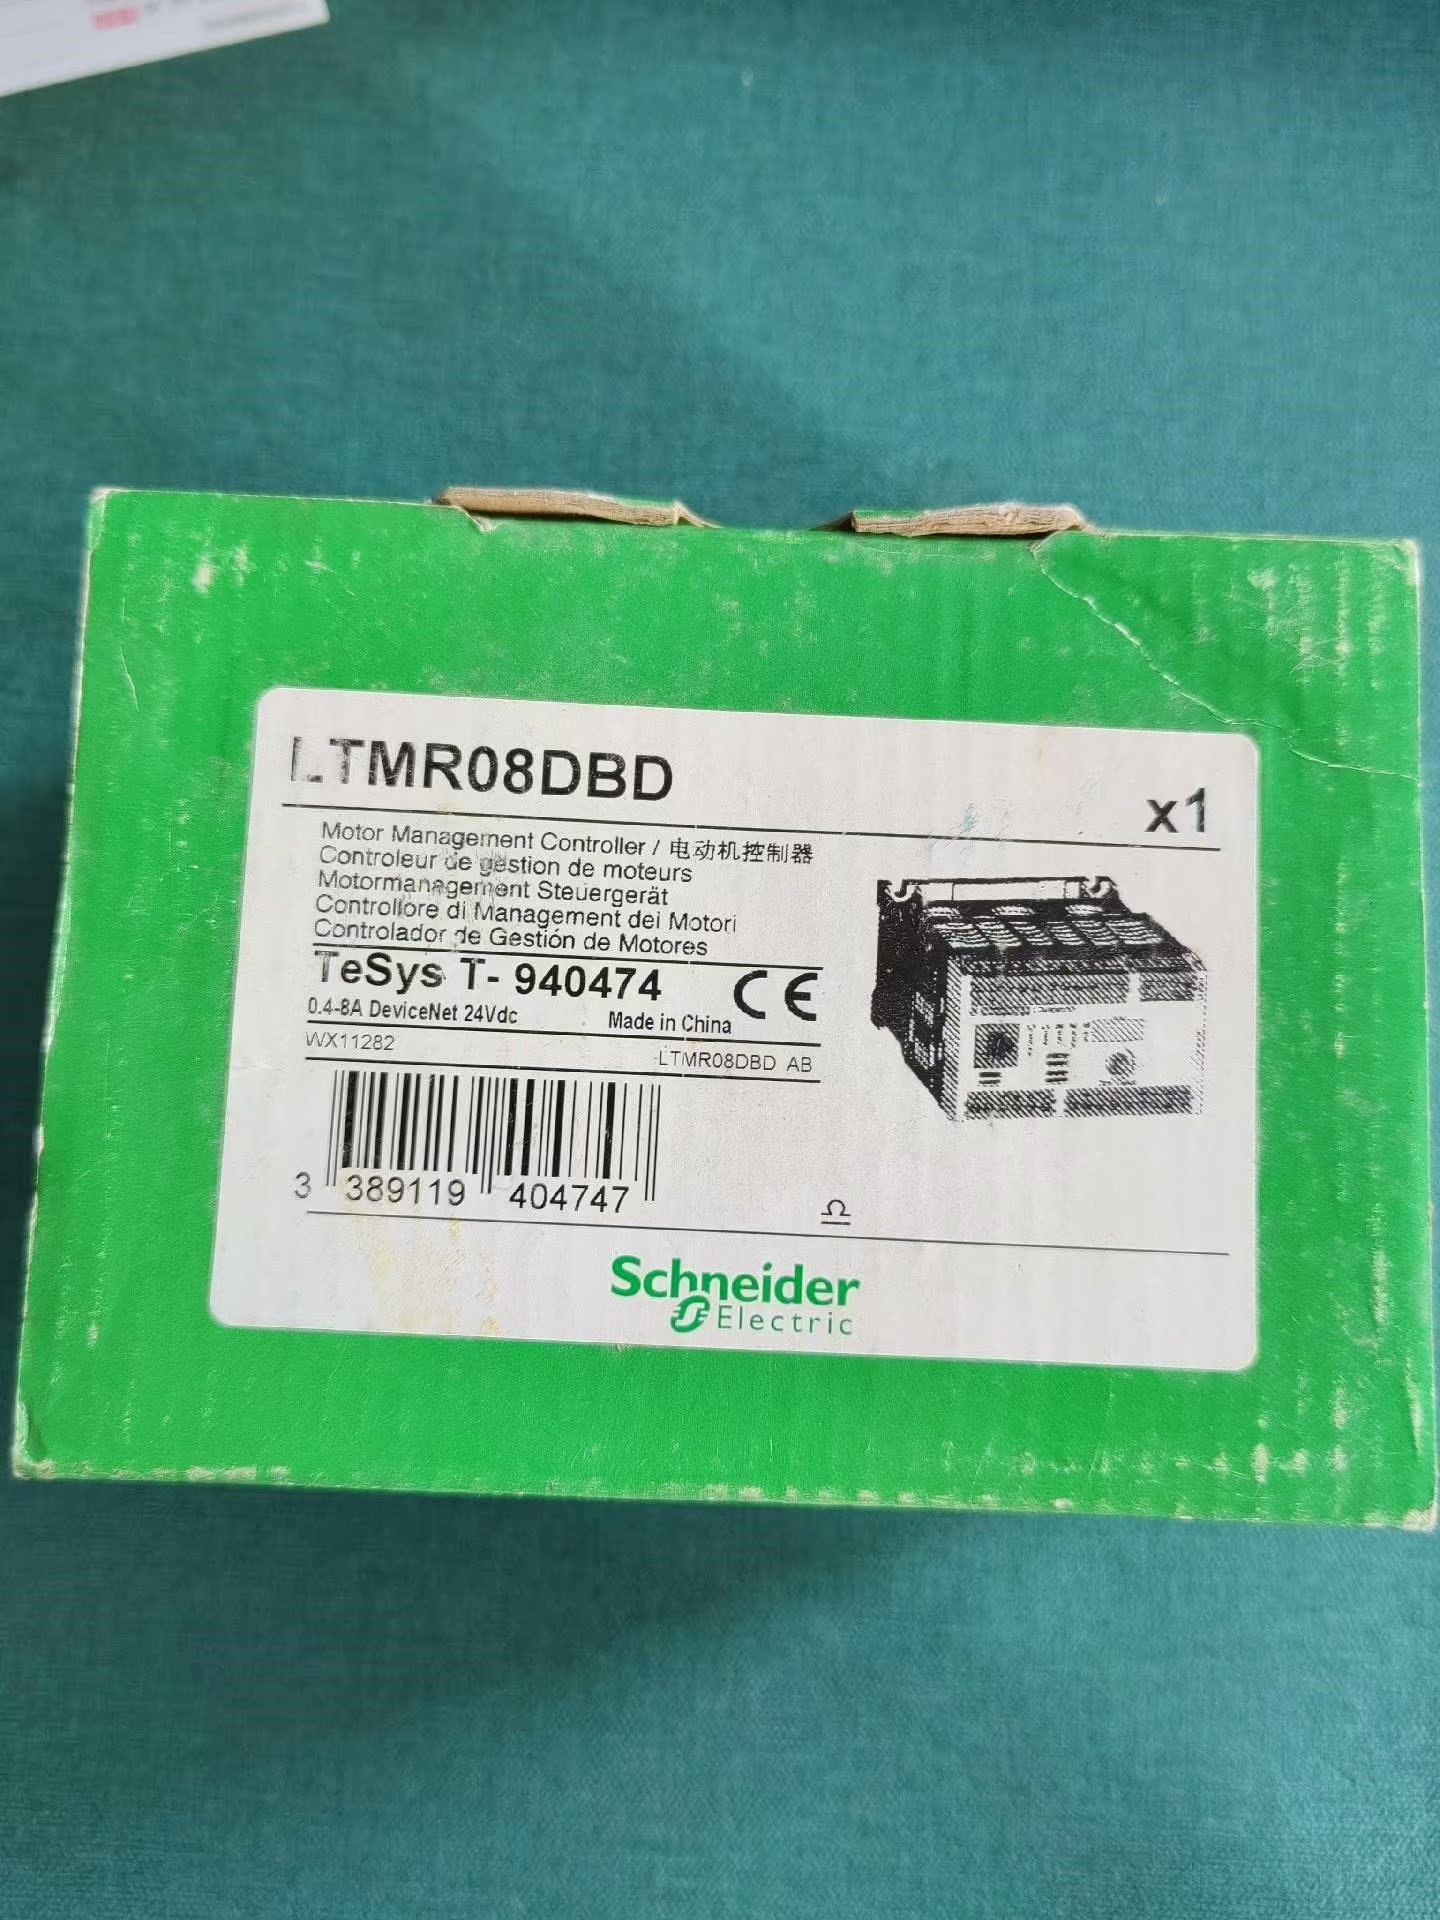 LTMR08DBD
x1
Motor Management Controller / 电动机控制器
Controleur de gestion de moteurs
Motormanagement Steuergerät
Controllore di Management dei Motori
Controlador de Gestión de Motores
TeSys T- 940474
CE
0.4-8A DeviceNet 24Vdc
Made in China
WX11282
LTMR08DBD AB
3 389119 404747
Schneider
Electric